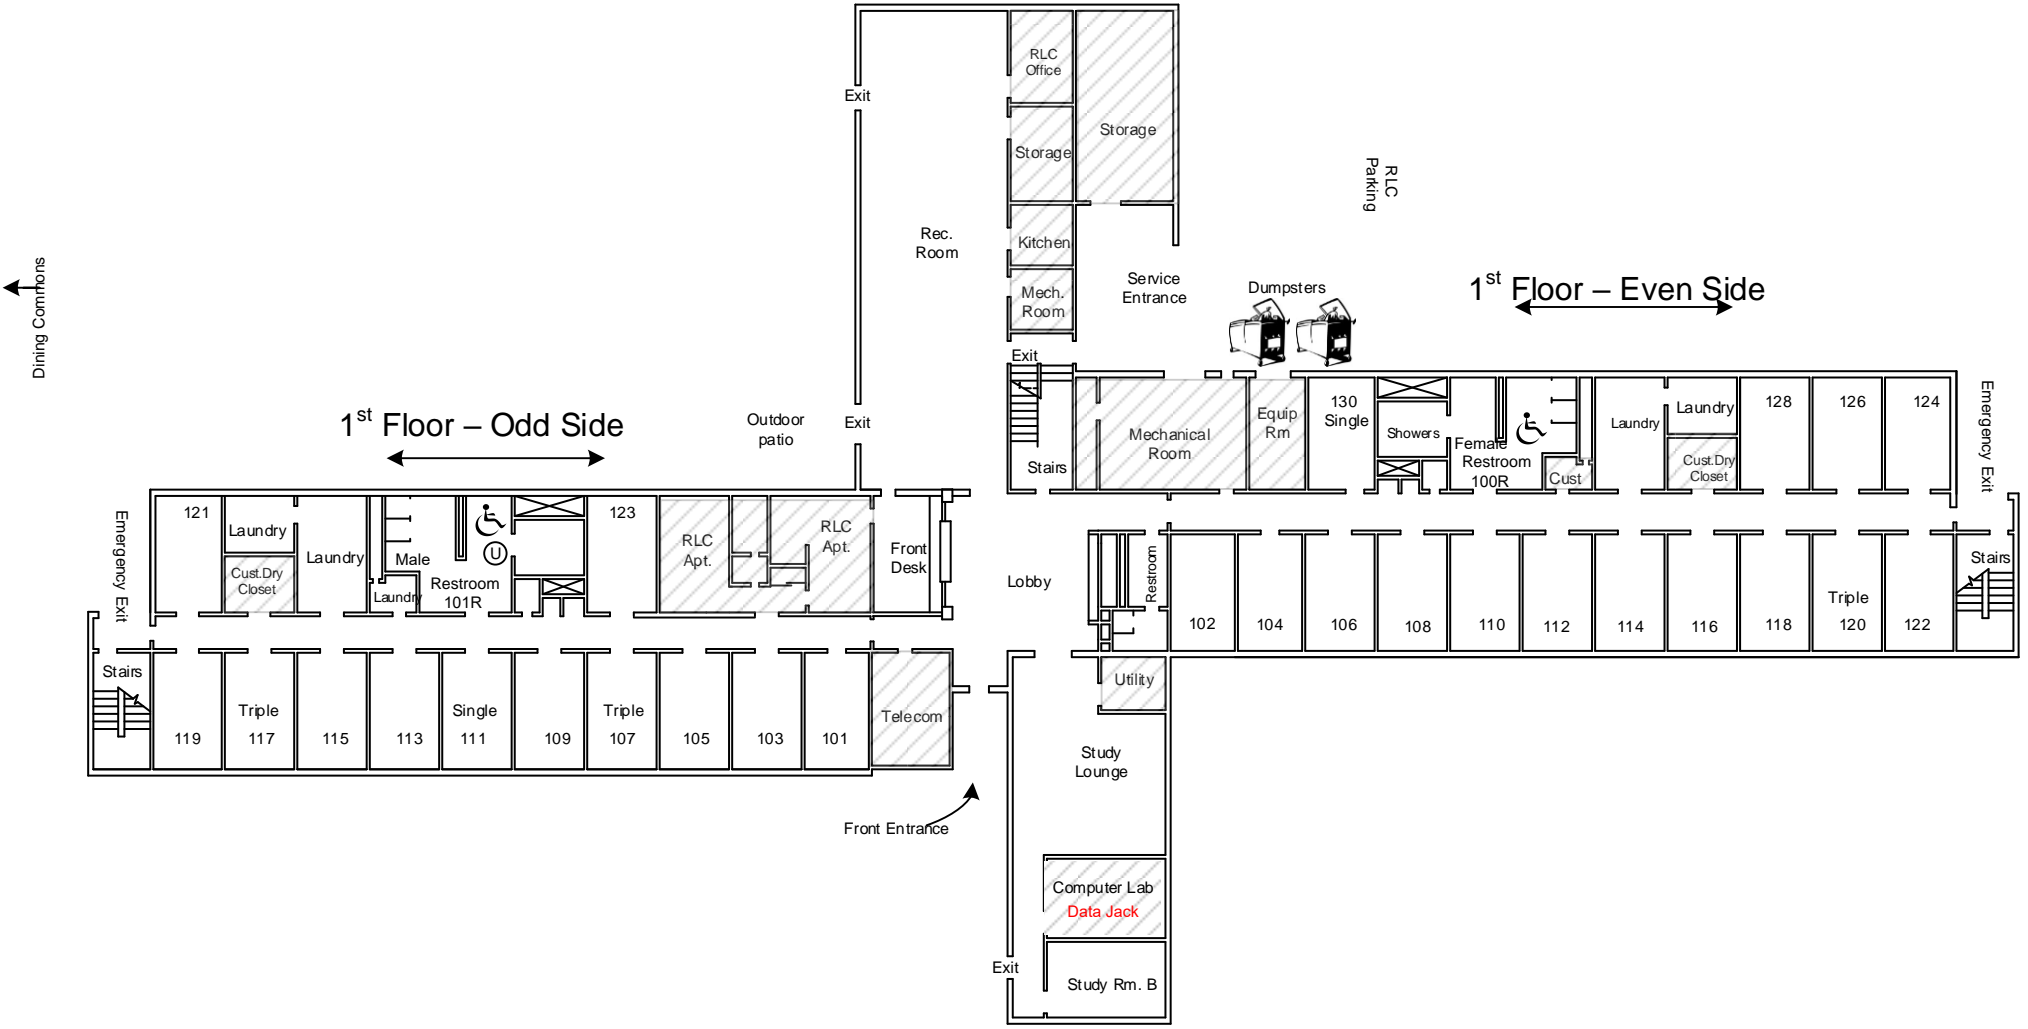 RLC
Office
Exit
Storage
Storage
RLC
Parking
Rec.
Room
Kitchen
Dining Commons
Service
Entrance
Mech.
Room
Dumpsters
1st Floor – Even Side
Exit
1st Floor – Odd Side
Outdoor
patio
Exit
Stairs
Mechanical
Room
Equip
Rm
130
Single
Showers
Female
Restroom
100R
Cust
Laundry
Laundry
Cust.Dry
Closet
128
126
124
Emergency Exit
Emergency Exit
121
Laundry
Cust.Dry
Closet
Laundry
Male
Laundry
Restroom
101R
U
123
RLC
Apt.
RLC
Apt.
Front
Desk
Lobby
Restroom
102
104
106
108
110
112
114
116
118
Triple
120
122
Stairs
Stairs
119
Triple
117
115
113
Single
111
109
Triple
107
105
103
101
Telecom
Utility
Study
Lounge
Front Entrance
Computer Lab
Data Jack
Exit
Study Rm. B